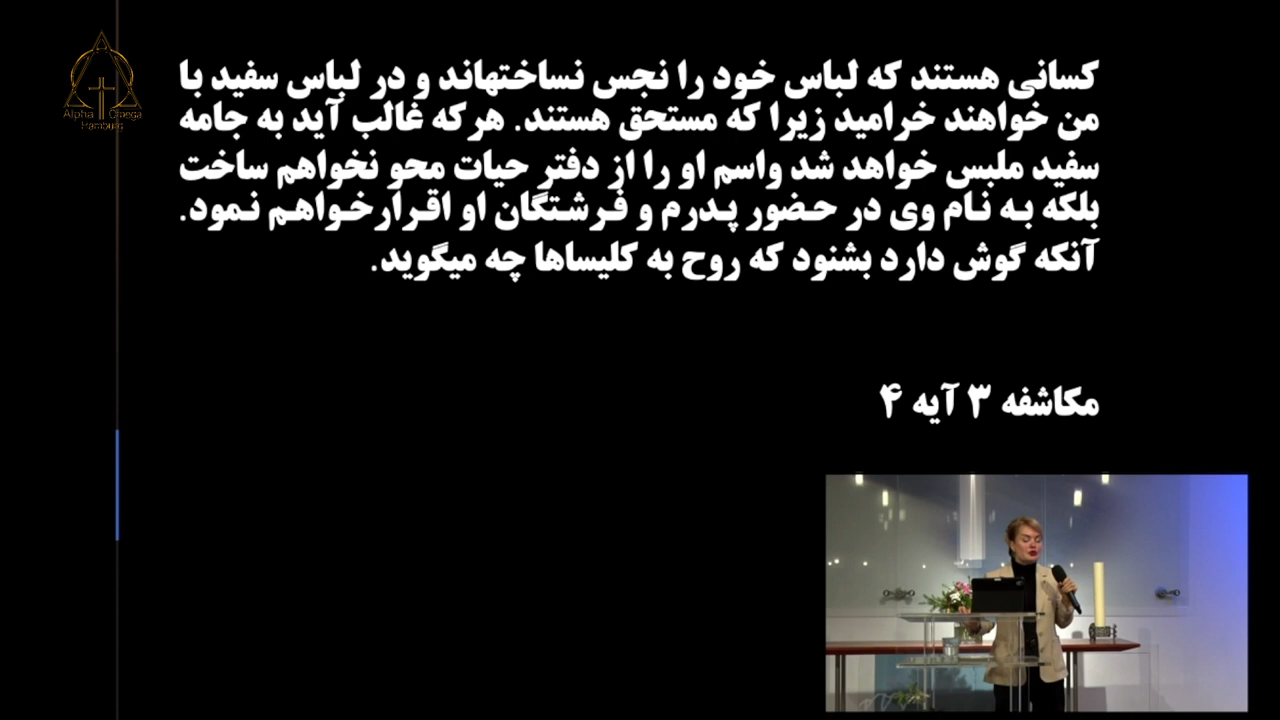 Alpha Omega
Hamburg
کسانی هستند که لباس خود را نجس نساختهاند و در لباس سفید با
من خواهند خرامید زیرا که مستحق هستند. هرکه غالب آید به جامه
سفید ملبس خواهد شد واسم او را از دفتر حیات محو نخواهم ساخت
بلکه به نام وی در حضور پدرم و فرشتگان او اقرارخواهم نمود.
آنکه گوش دارد بشنود که روح به کلیساها چه میگوید.
مکاشفه ۳ آیه ۴